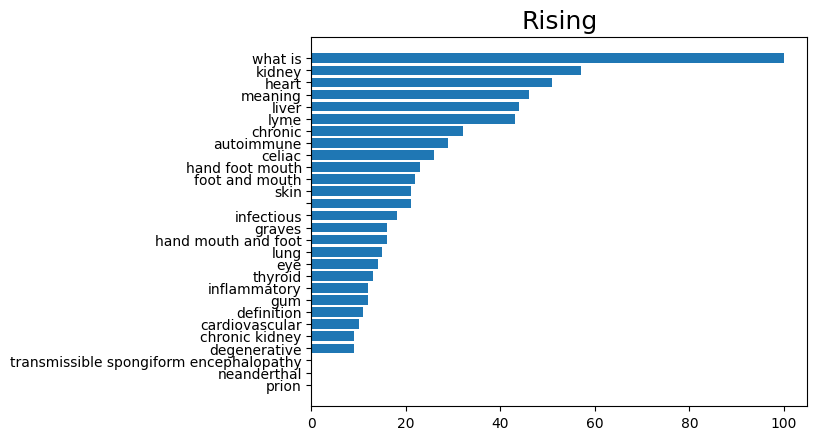 Rising
what is
kidney
heart
meaning
liver
lyme
chronic
autoimmune
celiac
hand foot mouth
foot and mouth
skin
infectious
graves
hand mouth and foot
lung
eye
thyroid
inflammatory
gum
definition
cardiovascular
chronic kidney
degenerative
transmissible spongiform encephalopathy
neanderthal
prion
0 20 40 60 80 100